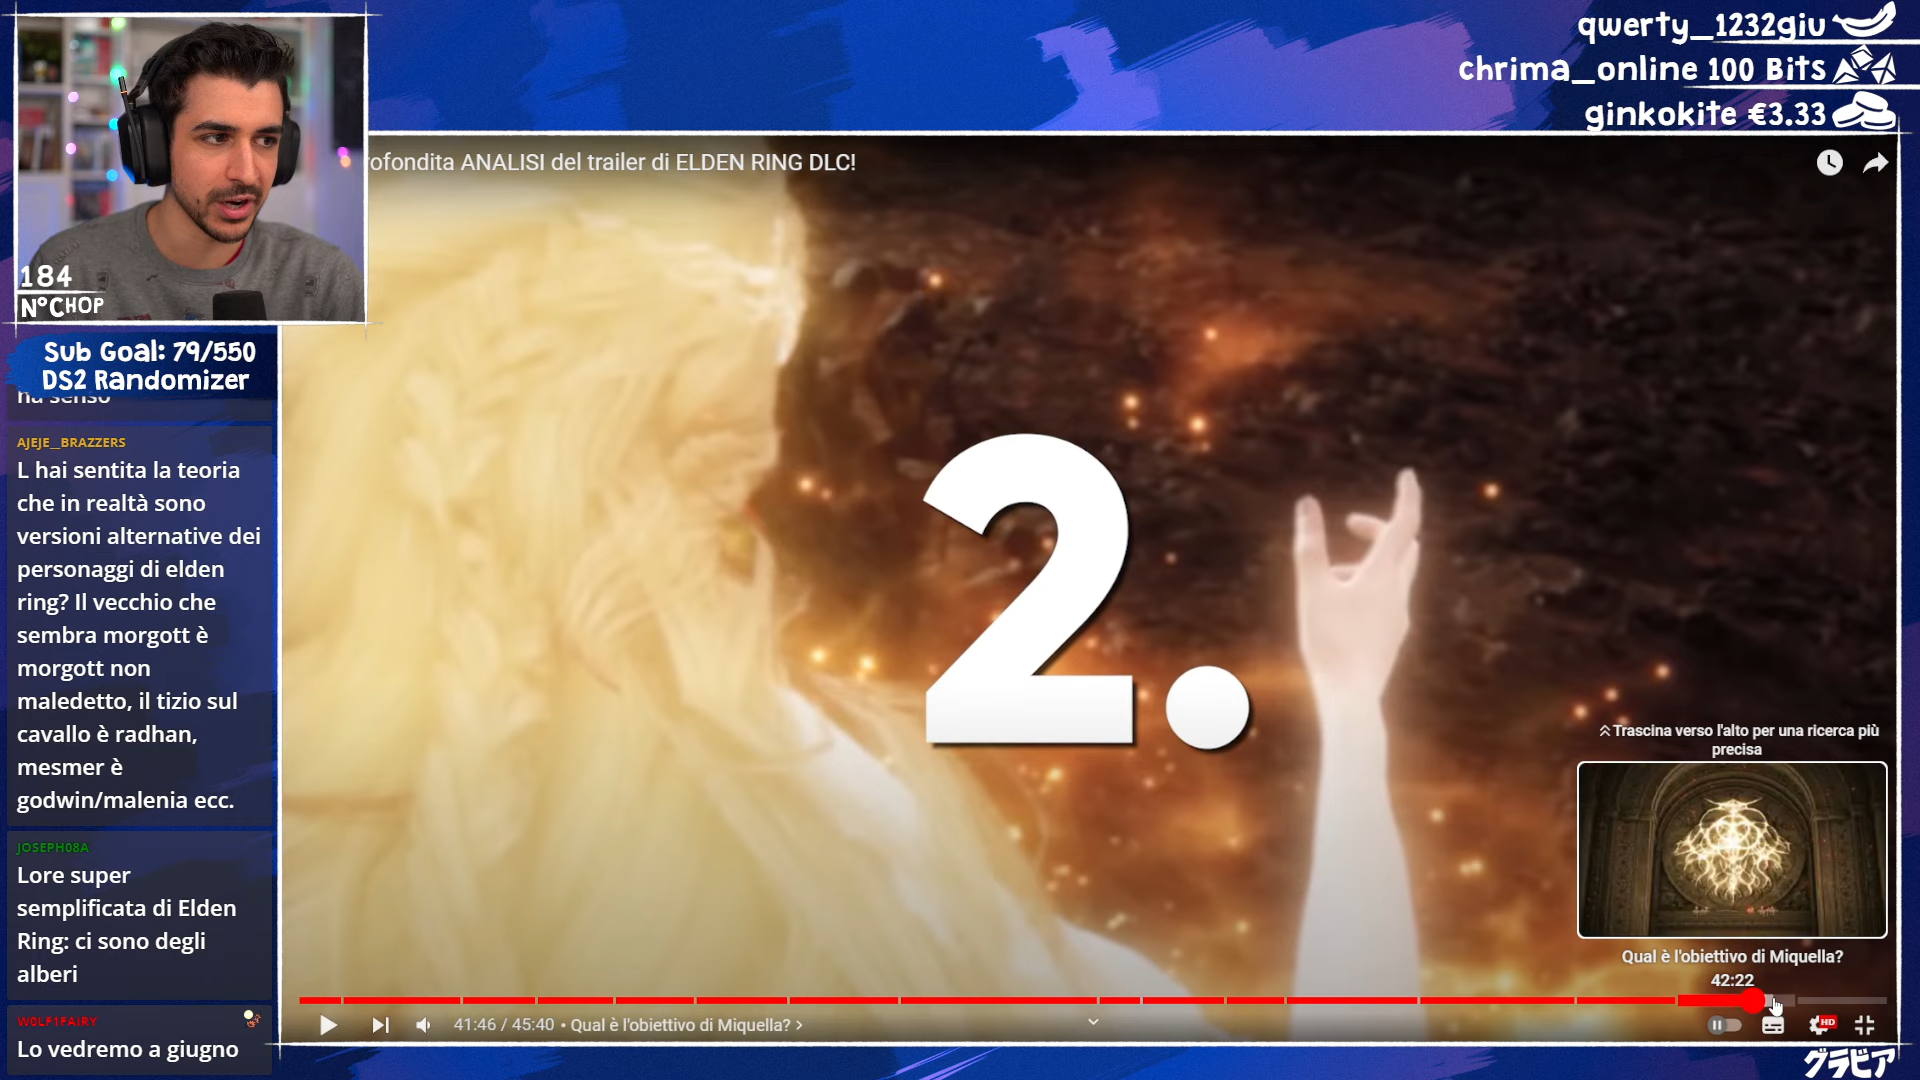 qwerty_1232giu
chrima_online 100 Bits
ginkokite €3.33
rofondita ANALISI del trailer di ELDEN RING DLC!
184
N°CHOP
Sub Goal: 79/550
DS2 Randomizer
ha senso
AJEJE_BRAZZERS
L hai sentita la teoria
che in realtà sono
versioni alternative dei
personaggi di elden
ring? Il vecchio che
sembra morgott è
morgott non
maledetto, il tizio sul
cavallo è radhan,
mesmer è
godwin/malenia ecc.
JOSEPH08A
Lore super
semplificata di Elden
Ring: ci sono degli
alberi
W0LF1FAIRY
Lo vedremo a giugno
2.
Trascina verso l'alto per una ricerca più
precisa
Qual è l'obiettivo di Miquella?
42:22
41:46 / 45:40 • Qual è l'obiettivo di Miquella? >
HD
グラビア